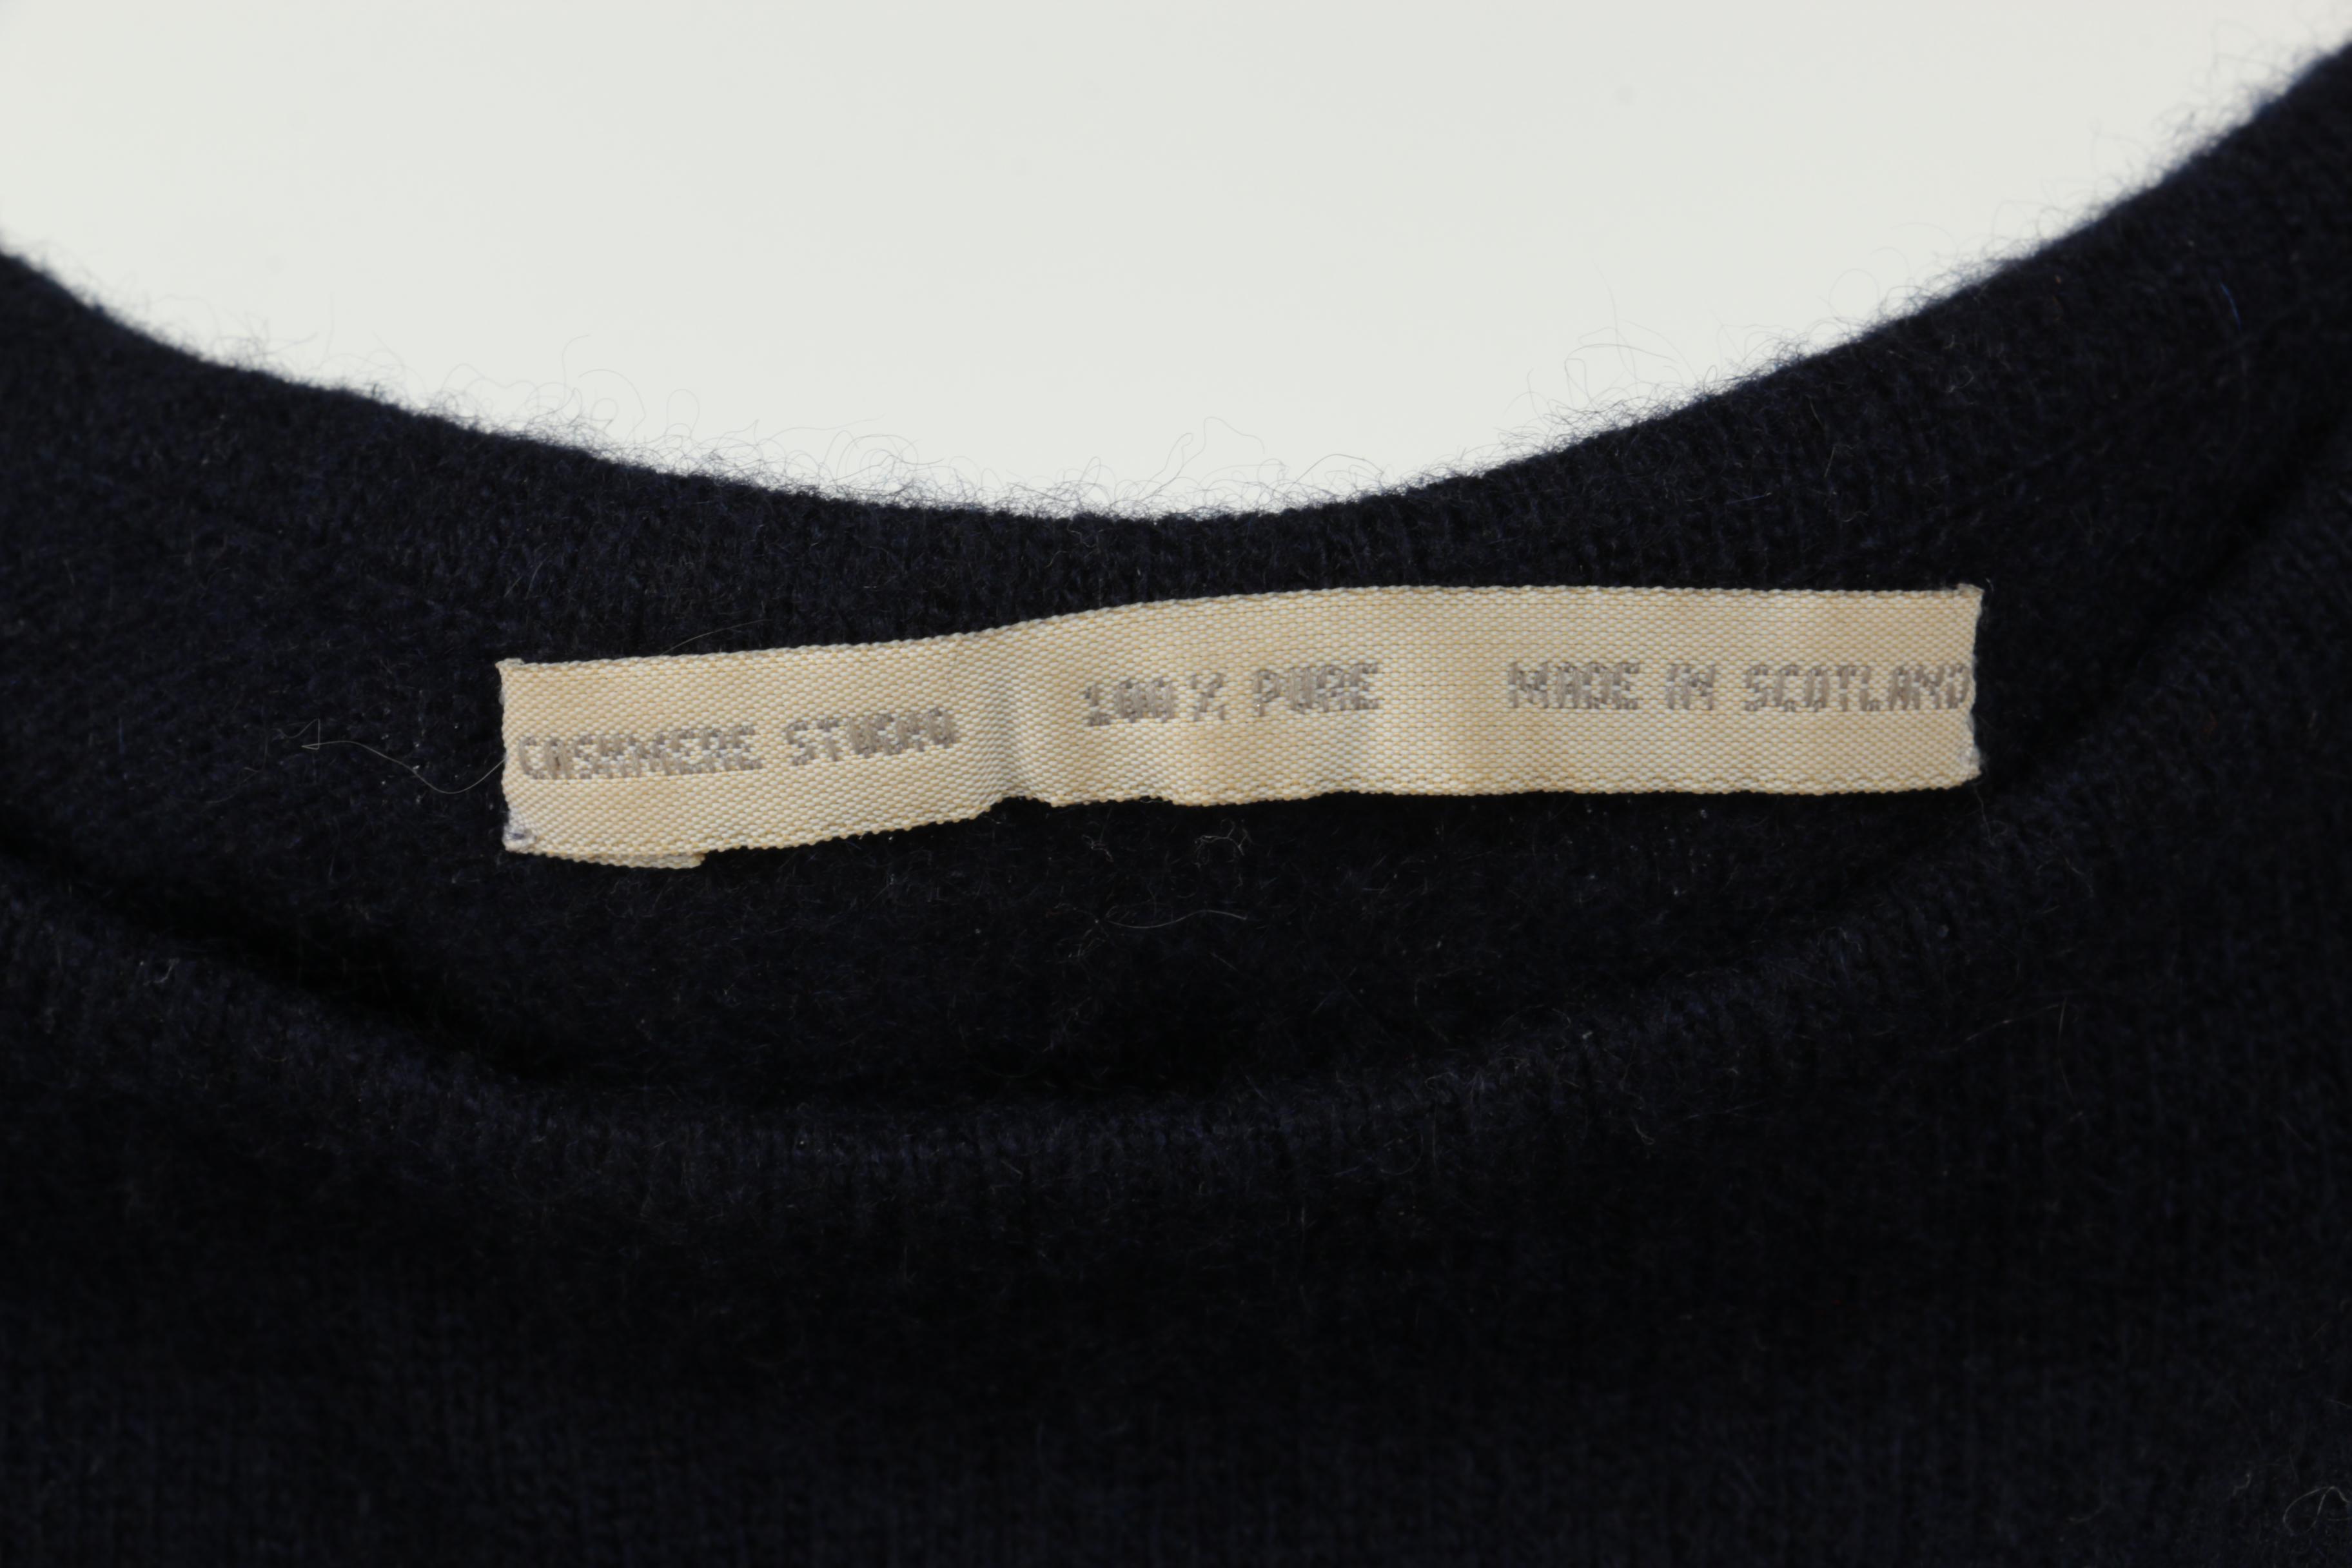 CASHMERE STUDIO 100% PURE MADE IN SCOTLAND